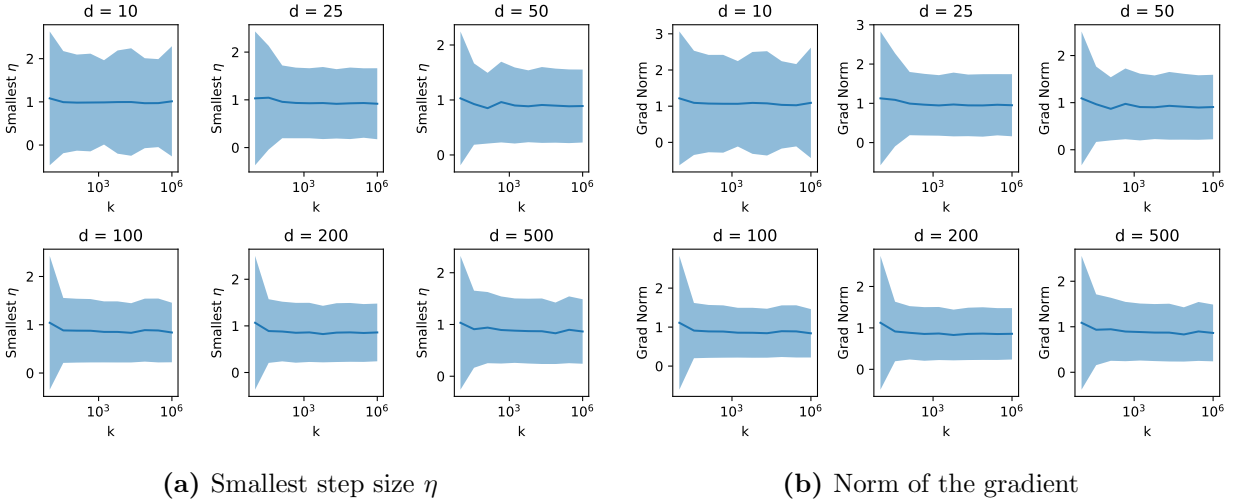 d = 10
d = 25
d = 50
Smallest η
2
1
0
10³
10⁶
k
Smallest η
2
1
0
10³
10⁶
k
Smallest η
2
1
0
10³
10⁶
k
d = 100
d = 200
d = 500
Smallest η
2
1
0
10³
10⁶
k
Smallest η
2
1
0
10³
10⁶
k
Smallest η
2
1
0
10³
10⁶
k
(a) Smallest step size η
d = 10
d = 25
d = 50
Grad Norm
3
2
1
0
10³
10⁶
k
Grad Norm
3
2
1
0
10³
10⁶
k
Grad Norm
2
1
0
10³
10⁶
k
d = 100
d = 200
d = 500
Grad Norm
2
1
0
10³
10⁶
k
Grad Norm
2
1
0
10³
10⁶
k
Grad Norm
2
1
0
10³
10⁶
k
(b) Norm of the gradient